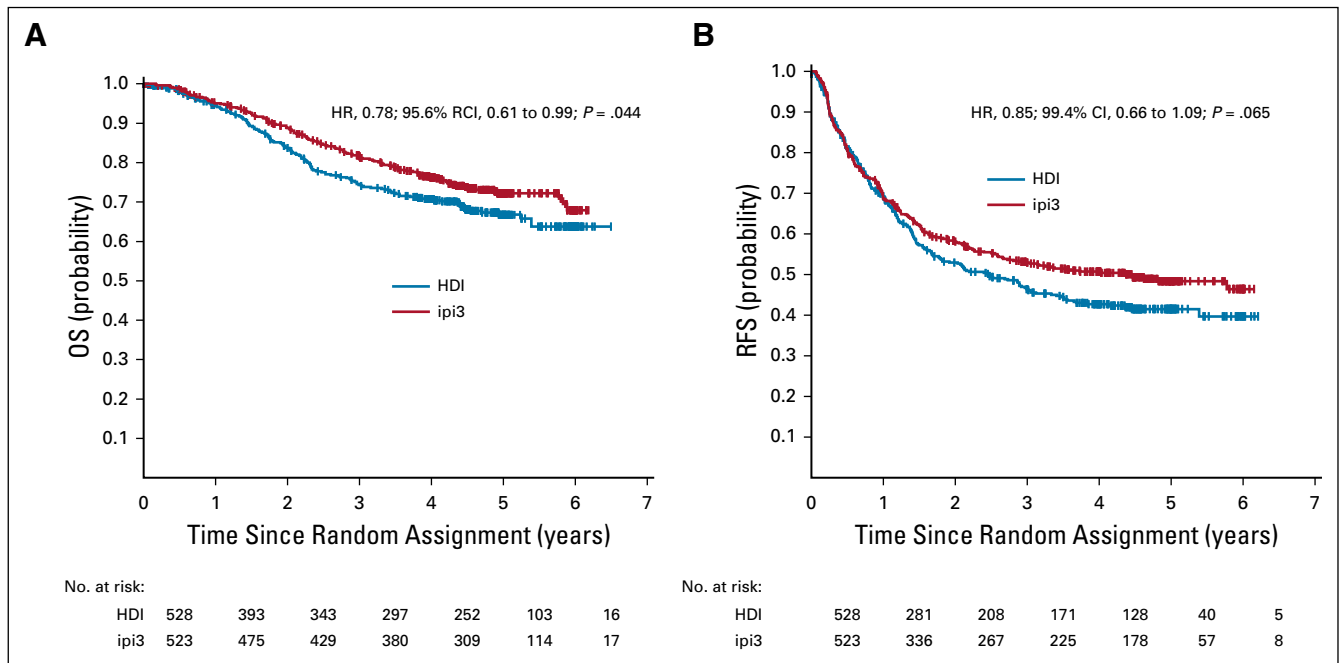 A
1.0
0.9
0.8
0.7
0.6
0.5
0.4
0.3
0.2
0.1
OS (probability)
HR, 0.78; 95.6% RCI, 0.61 to 0.99; P = .044
HDI
ipi3
0 1 2 3 4 5 6 7
Time Since Random Assignment (years)
No. at risk:
HDI 528 393 343 297 252 103 16
ipi3 523 475 429 380 309 114 17
B
1.0
0.9
0.8
0.7
0.6
0.5
0.4
0.3
0.2
0.1
RFS (probability)
HR, 0.85; 99.4% CI, 0.66 to 1.09; P = .065
HDI
ipi3
0 1 2 3 4 5 6 7
Time Since Random Assignment (years)
No. at risk:
HDI 528 281 208 171 128 40 5
ipi3 523 336 267 225 178 57 8